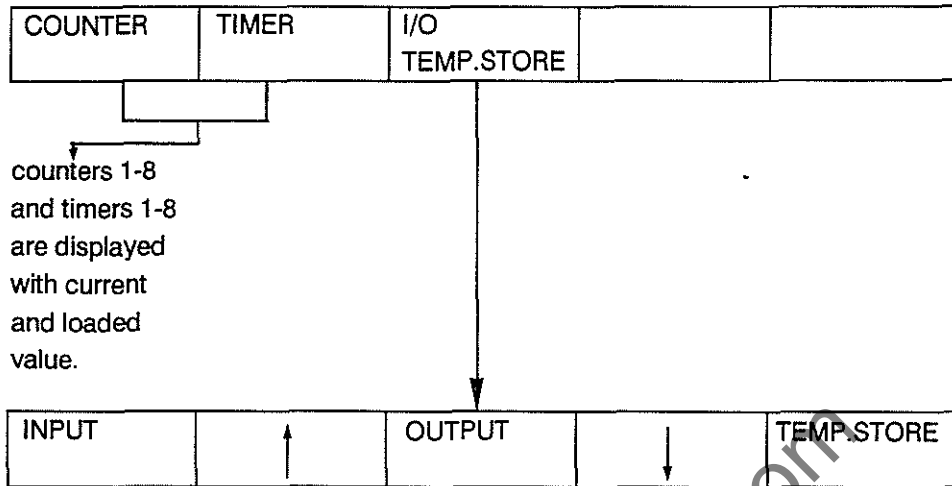 COUNTER
TIMER
I/O
TEMP.STORE
counters 1-8
and timers 1-8
are displayed
with current
and loaded
value.
INPUT
OUTPUT
TEMP.STORE
om